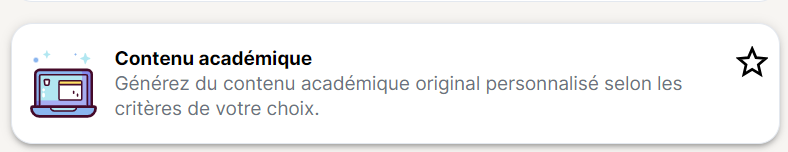 Contenu académique
Générez du contenu académique original personnalisé selon les
critères de votre choix.